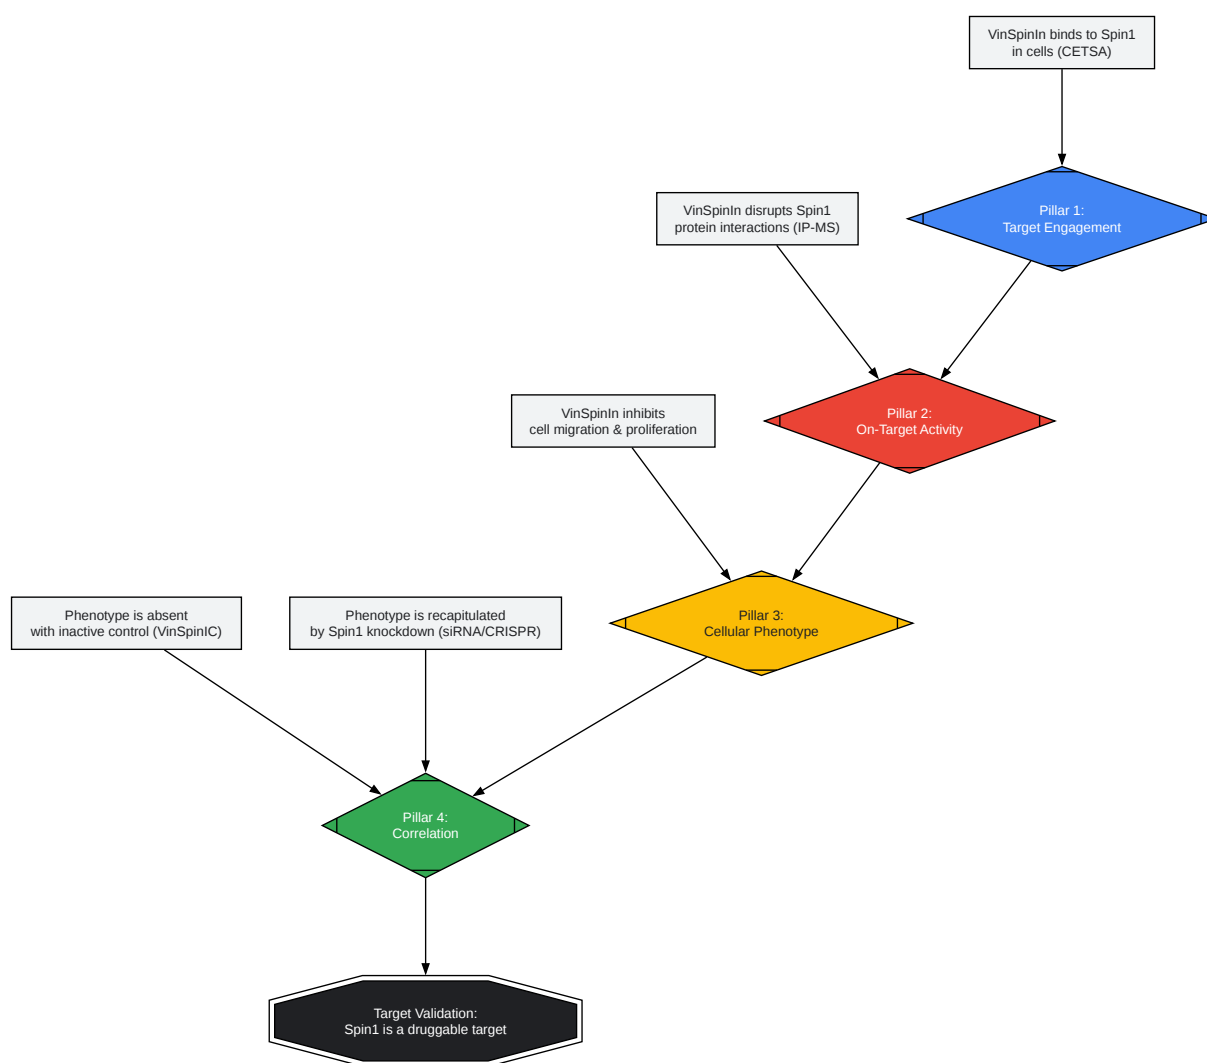 VinSpinIn binds to Spin1
in cells (CETSA)
VinSpinIn disrupts Spin1
protein interactions (IP-MS)
Pillar 1:
Target Engagement
VinSpinIn inhibits
cell migration & proliferation
Pillar 2:
On-Target Activity
Phenotype is absent
with inactive control (VinSpinIC)
Phenotype is recapitulated
by Spin1 knockdown (siRNA/CRISPR)
Pillar 3:
Cellular Phenotype
Pillar 4:
Correlation
Target Validation:
Spin1 is a druggable target